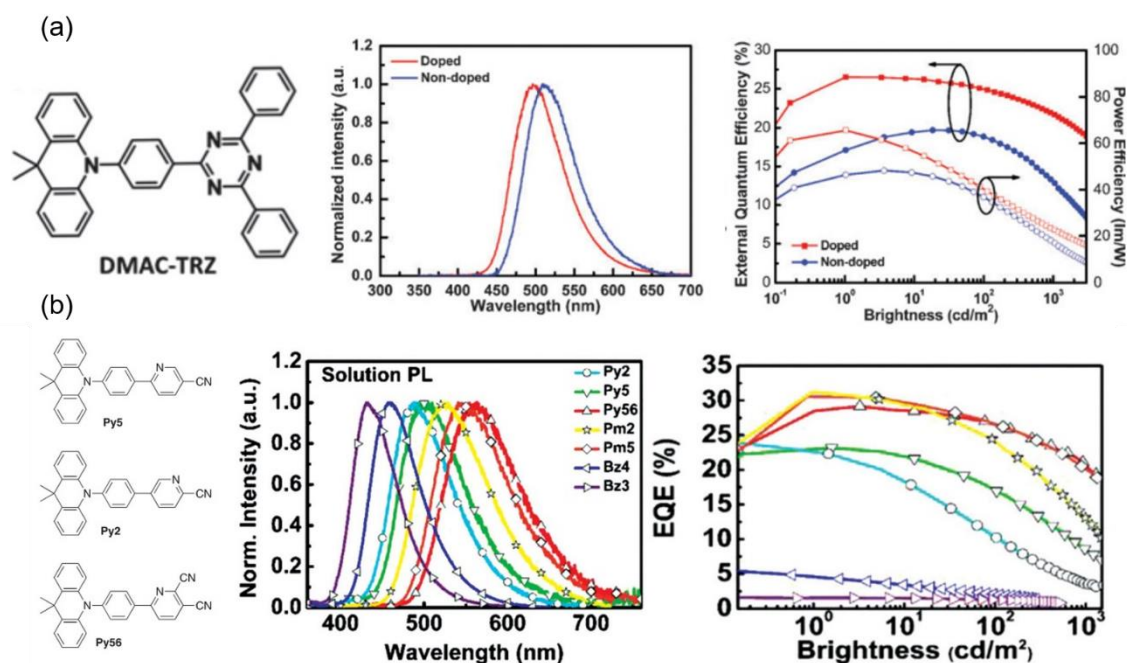 (a)
N
N
N
N
DMAC-TRZ
Normalized intensity (a.u.)
1.0
0.8
0.6
0.4
0.2
0.0
Doped
Non-doped
300 350 400 450 500 550 600 650 700
Wavelength (nm)
External Quantum Efficiency (%)
30
25
20
15
10
5
0
Doped
Non-doped
100
80
60
40
20
0
Power Efficiency (lm/W)
10-1 100 101 102 103
Brightness (cd/m2)
(b)
N
N
CN
Py5
N
N
CN
Py2
N
N
CN
CN
Py56
Norm. Intensity (a.u.)
1.2
1.0
0.8
0.6
0.4
0.2
0.0
Solution PL
Py2
Py5
Py56
Pm2
Pm5
Bz4
Bz3
400 500 600 700
Wavelength (nm)
EQE (%)
35
30
25
20
15
10
5
0
100 101 102 103
Brightness (cd/m2)